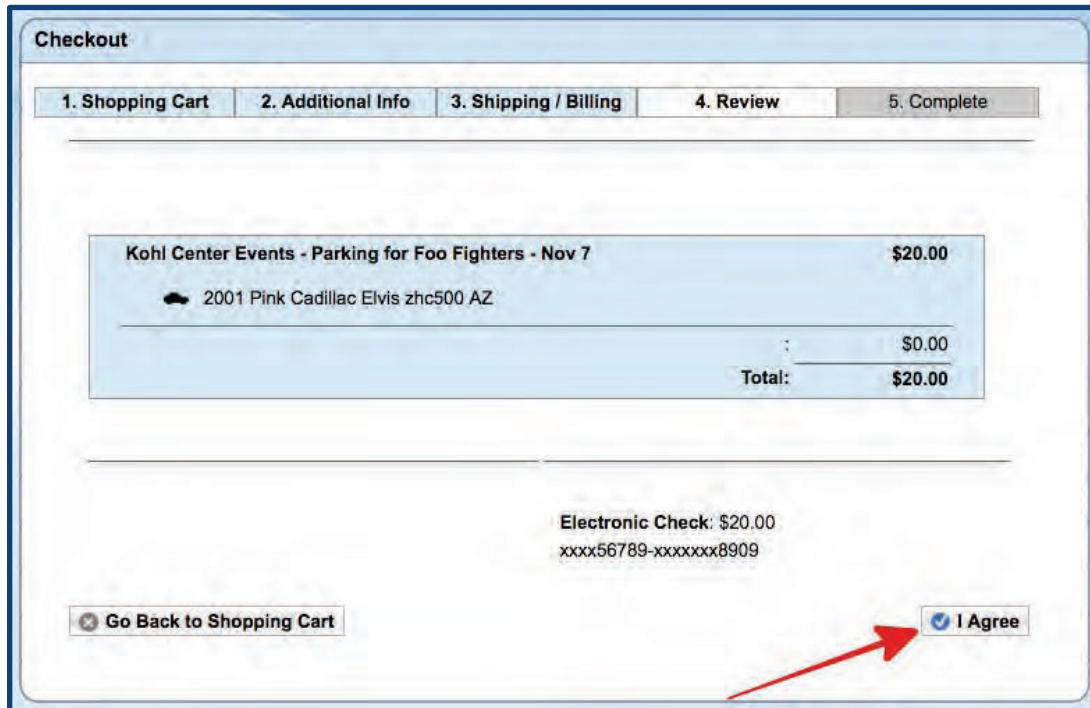 Checkout
1. Shopping Cart 2. Additional Info 3. Shipping / Billing 4. Review 5. Complete
Kohl Center Events - Parking for Foo Fighters - Nov 7 $20.00
2001 Pink Cadillac Elvis zhc500 AZ
: $0.00
Total: $20.00
Electronic Check: $20.00
xxxx56789-xxxxxxx8909
Go Back to Shopping Cart I Agree